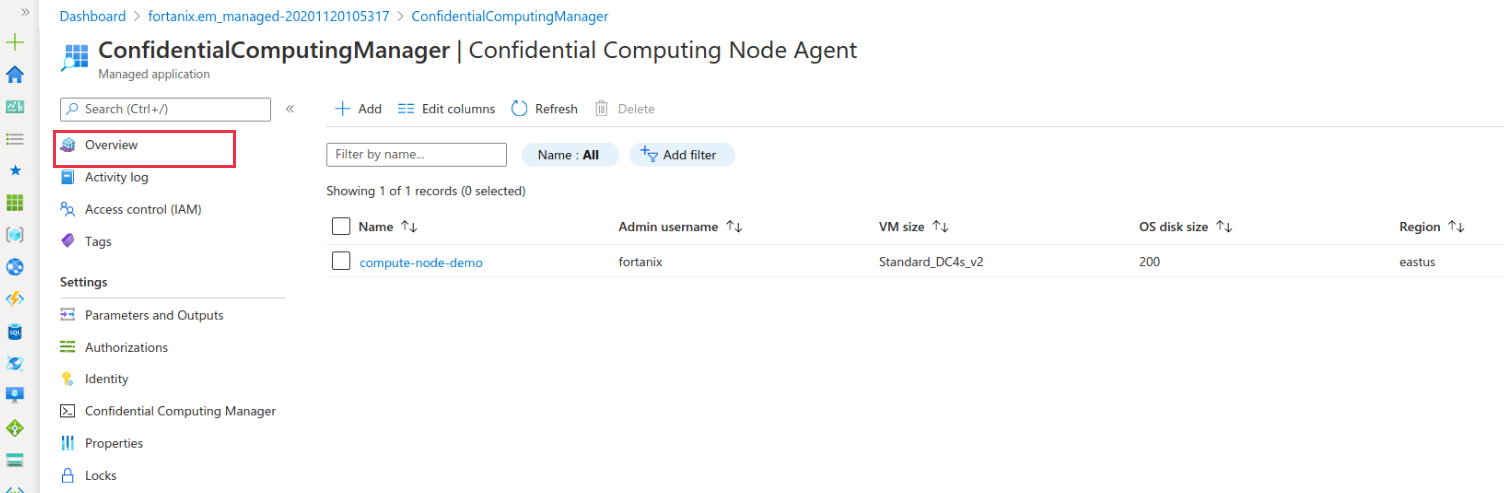 Dashboard > fortanix.em_managed-20201120105317 > ConfidentialComputingManager
ConfidentialComputingManager | Confidential Computing Node Agent
Managed application
Search (Ctrl+/)
Overview
Activity log
Access control (IAM)
Tags
Settings
Parameters and Outputs
Authorizations
Identity
Confidential Computing Manager
Properties
Locks
Add Edit columns Refresh Delete
Filter by name... Name : All Add filter
Showing 1 of 1 records (0 selected)
Name Admin username VM size OS disk size Region
compute-node-demo fortanix Standard_DC4s_v2 200 eastus